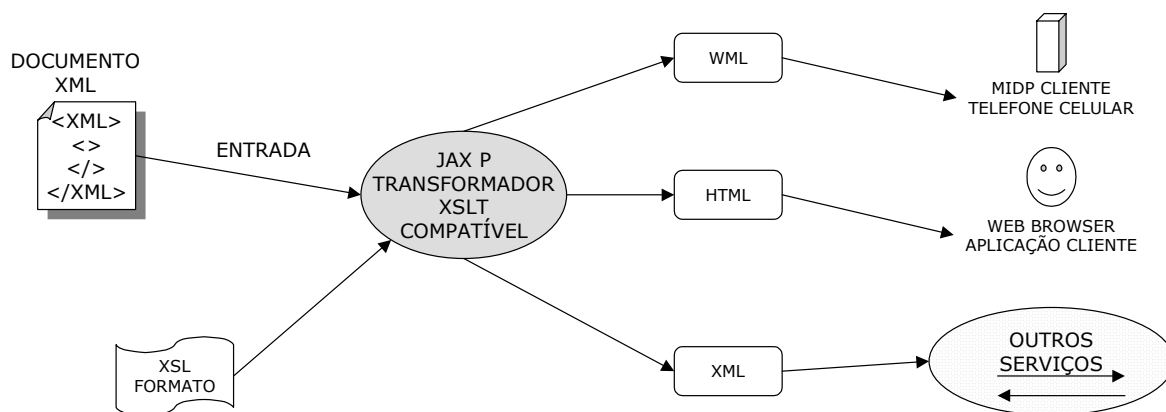 DOCUMENTO
XML
<XML>
<>
</>
</XML>
ENTRADA
XSL
FORMATO
JAX P
TRANSFORMADOR
XSLT
COMPATÍVEL
WML
HTML
XML
MIDP CLIENTE
TELEFONE CELULAR
WEB BROWSER
APLICAÇÃO CLIENTE
OUTROS
SERVIÇOS